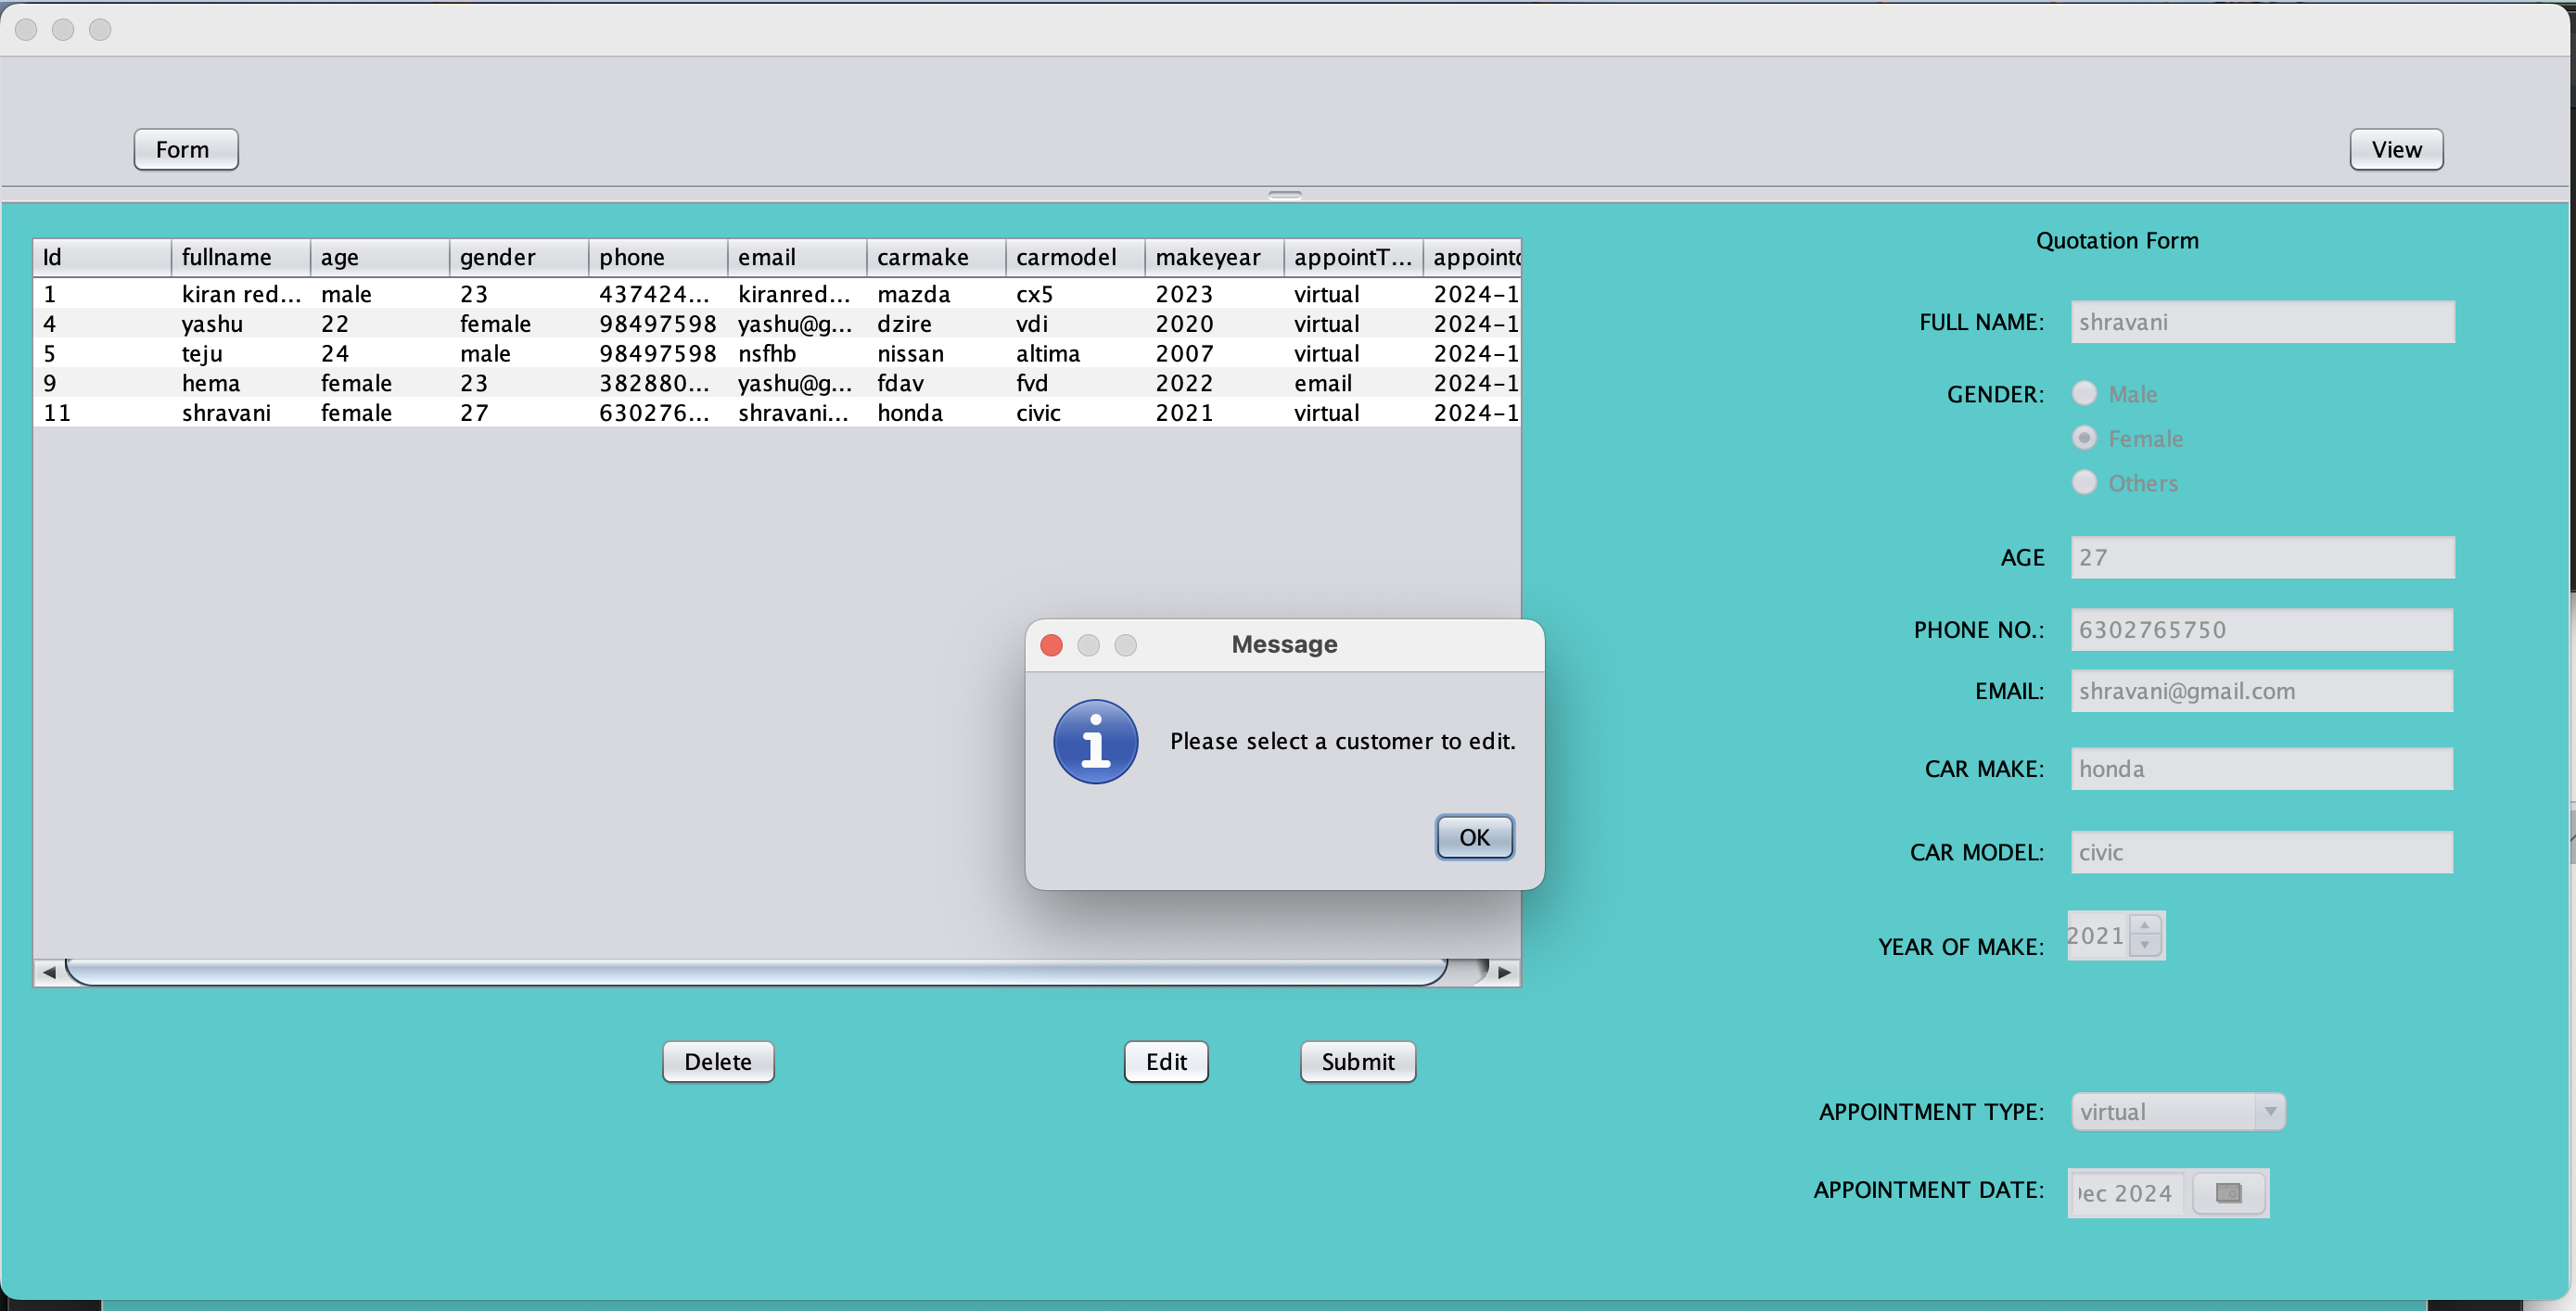 Form View
Id fullname age gender phone email carmake carmodel makeyear appointT... appoint
1 kiran red... male 23 437424... kiranred... mazda cx5 2023 virtual 2024-1
4 yashu 22 female 98497598 yashu@g... dzire vdi 2020 virtual 2024-1
5 teju 24 male 98497598 nsfhb nissan altima 2007 virtual 2024-1
9 hema female 23 382880... yashu@g... fdav fvd 2022 email 2024-1
11 shravani female 27 630276... shravani... honda civic 2021 virtual 2024-1
Message
Please select a customer to edit.
OK
Delete Edit Submit
Quotation Form
FULL NAME: shravani
GENDER: Male
Female
Others
AGE 27
PHONE NO.: 6302765750
EMAIL: shravani@gmail.com
CAR MAKE: honda
CAR MODEL: civic
YEAR OF MAKE: 2021
APPOINTMENT TYPE: virtual
APPOINTMENT DATE: ec 2024